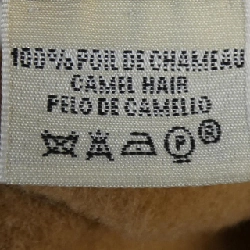 100% POIL DE CHAMEAU
CAMEL HAIR
PELO DE CAMELLO
P ®